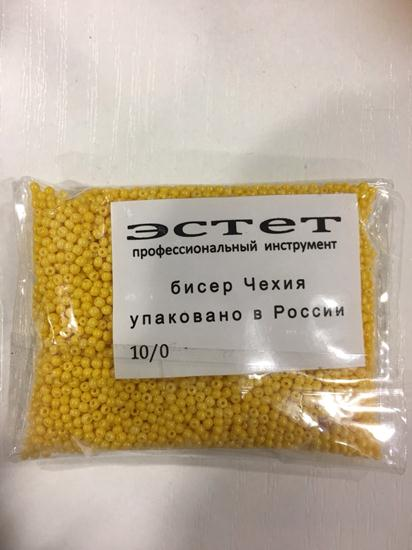 эстет
профессиональный инструмент
бисер Чехия
упаковано в России
10/0